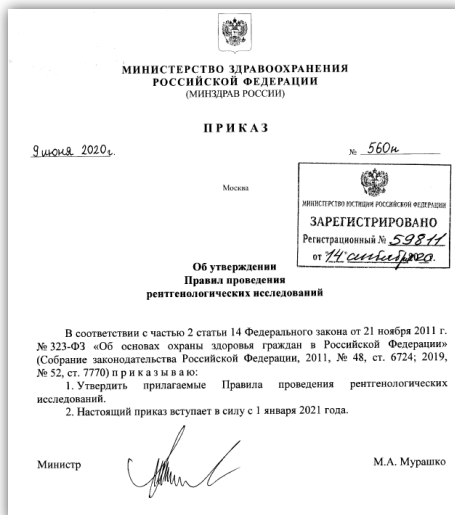 МИНИСТЕРСТВО ЗДРАВООХРАНЕНИЯ
РОССИЙСКОЙ ФЕДЕРАЦИИ
(МИНЗДРАВ РОССИИ)
ПРИКАЗ
9 июня 2020г.
№ 560н
Москва
МИНИСТЕРСТВО ЮСТИЦИИ РОССИЙСКОЙ ФЕДЕРАЦИИ
ЗАРЕГИСТРИРОВАНО
Регистрационный № 59811
от "14" сентября 2020.
Об утверждении
Правил проведения
рентгенологических исследований
В соответствии с частью 2 статьи 14 Федерального закона от 21 ноября 2011 г.
№ 323-ФЗ «Об основах охраны здоровья граждан в Российской Федерации»
(Собрание законодательства Российской Федерации, 2011, № 48, ст. 6724; 2019,
№ 52, ст. 7770) приказываю:
1. Утвердить прилагаемые Правила проведения рентгенологических
исследований.
2. Настоящий приказ вступает в силу с 1 января 2021 года.
Министр
М.А. Мурашко